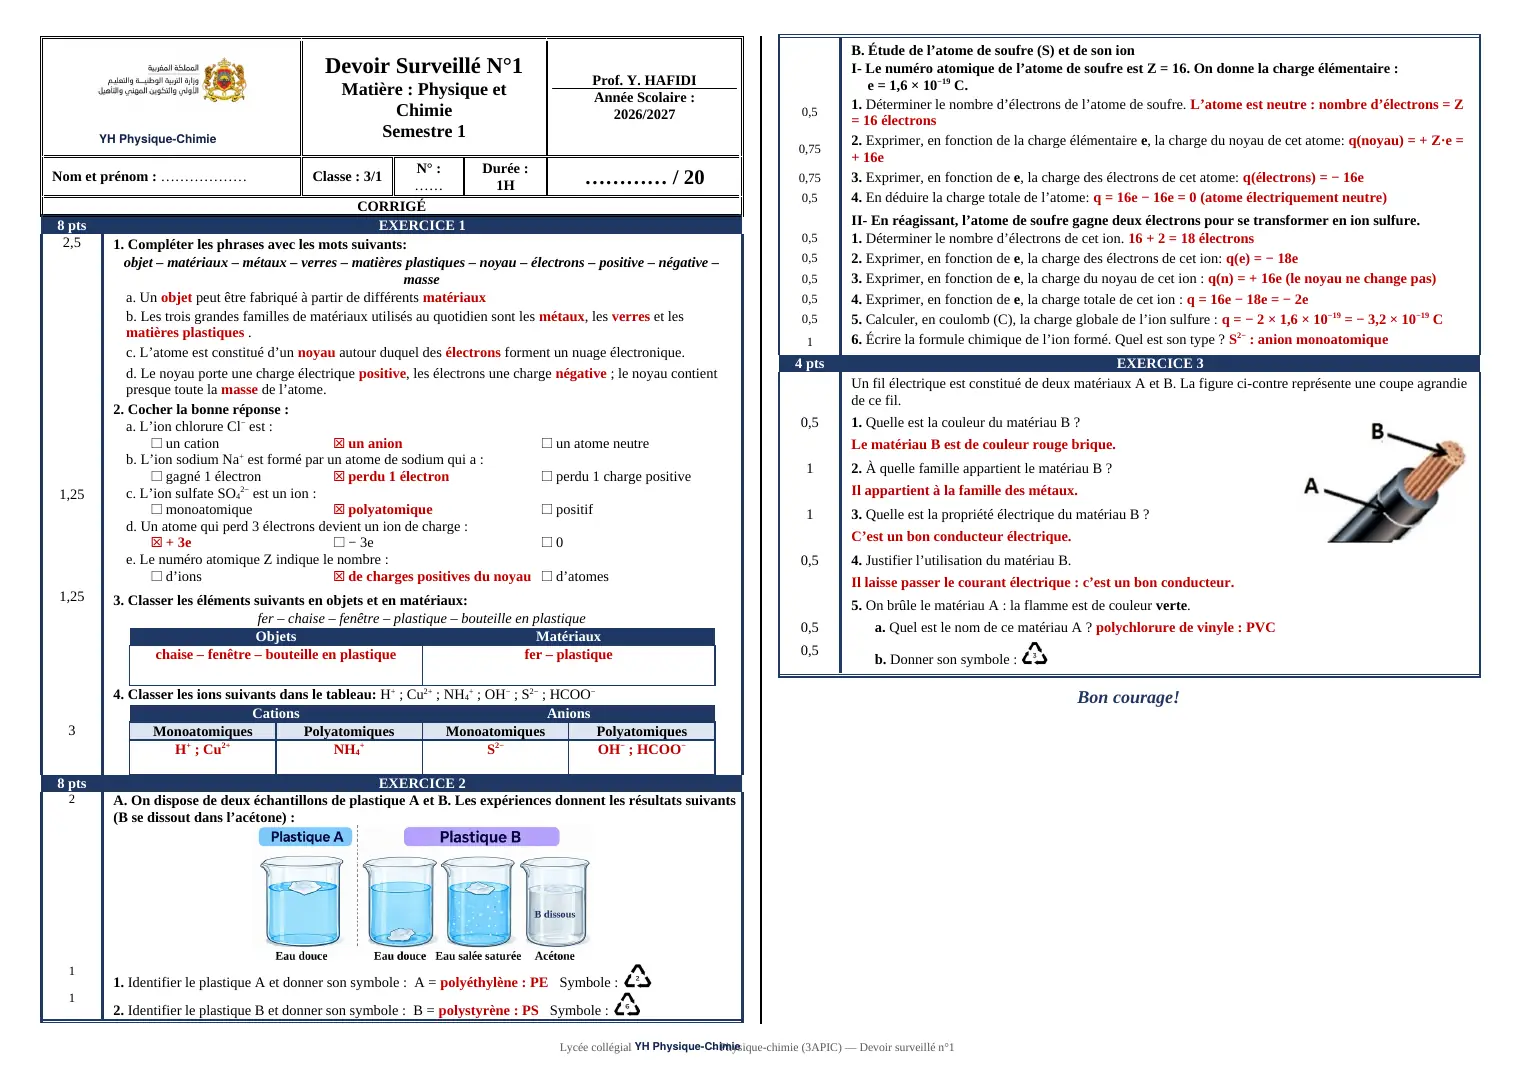 المملكة المغربية
وزارة التربية الوطنيــة والتعليم
الأولي والتكوين المهني والتأهيل
YH Physique-Chimie
Devoir Surveillé N°1
Matière : Physique et
Chimie
Semestre 1
Prof. Y. HAFIDI
Année Scolaire :
2026/2027
Nom et prénom : ………………
Classe : 3/1
N° :
……
Durée :
1H
………… / 20
CORRIGÉ
8 pts EXERCICE 1
2,5
1. Compléter les phrases avec les mots suivants:
objet – matériaux – métaux – verres – matières plastiques – noyau – électrons – positive – négative –
masse
a. Un objet peut être fabriqué à partir de différents matériaux
b. Les trois grandes familles de matériaux utilisés au quotidien sont les métaux, les verres et les
matières plastiques .
c. L’atome est constitué d’un noyau autour duquel des électrons forment un nuage électronique.
d. Le noyau porte une charge électrique positive, les électrons une charge négative ; le noyau contient
presque toute la masse de l’atome.
2. Cocher la bonne réponse :
a. L’ion chlorure Cl⁻ est :
☐ un cation ☒ un anion ☐ un atome neutre
b. L’ion sodium Na⁺ est formé par un atome de sodium qui a :
☐ gagné 1 électron ☒ perdu 1 électron ☐ perdu 1 charge positive
1,25
c. L’ion sulfate SO₄²⁻ est un ion :
☐ monoatomique ☒ polyatomique ☐ positif
d. Un atome qui perd 3 électrons devient un ion de charge :
☒ + 3e ☐ − 3e ☐ 0
e. Le numéro atomique Z indique le nombre :
☐ d’ions ☒ de charges positives du noyau ☐ d’atomes
1,25
3. Classer les éléments suivants en objets et en matériaux:
fer – chaise – fenêtre – plastique – bouteille en plastique
Objets Matériaux
chaise – fenêtre – bouteille en plastique fer – plastique
4. Classer les ions suivants dans le tableau: H⁺ ; Cu²⁺ ; NH₄⁺ ; OH⁻ ; S²⁻ ; HCOO⁻
Cations Anions
3
Monoatomiques Polyatomiques Monoatomiques Polyatomiques
H⁺ ; Cu²⁺ NH₄⁺ S²⁻ OH⁻ ; HCOO⁻
8 pts EXERCICE 2
2
A. On dispose de deux échantillons de plastique A et B. Les expériences donnent les résultats suivants
(B se dissout dans l’acétone) :
Plastique A Plastique B
B dissous
Eau douce Eau douce Eau salée saturée Acétone
1
1. Identifier le plastique A et donner son symbole : A = polyéthylène : PE Symbole : 2
1
2. Identifier le plastique B et donner son symbole : B = polystyrène : PS Symbole : 6
B. Étude de l’atome de soufre (S) et de son ion
I- Le numéro atomique de l’atome de soufre est Z = 16. On donne la charge élémentaire :
e = 1,6 × 10⁻¹⁹ C.
0,5
1. Déterminer le nombre d’électrons de l’atome de soufre. L’atome est neutre : nombre d’électrons = Z
= 16 électrons
0,75
2. Exprimer, en fonction de la charge élémentaire e, la charge du noyau de cet atome: q(noyau) = + Z·e =
+ 16e
0,75 3. Exprimer, en fonction de e, la charge des électrons de cet atome: q(électrons) = − 16e
0,5 4. En déduire la charge totale de l’atome: q = 16e − 16e = 0 (atome électriquement neutre)
II- En réagissant, l’atome de soufre gagne deux électrons pour se transformer en ion sulfure.
0,5 1. Déterminer le nombre d’électrons de cet ion. 16 + 2 = 18 électrons
0,5 2. Exprimer, en fonction de e, la charge des électrons de cet ion: q(e) = − 18e
0,5 3. Exprimer, en fonction de e, la charge du noyau de cet ion : q(n) = + 16e (le noyau ne change pas)
0,5 4. Exprimer, en fonction de e, la charge totale de cet ion : q = 16e − 18e = − 2e
0,5 5. Calculer, en coulomb (C), la charge globale de l’ion sulfure : q = − 2 × 1,6 × 10⁻¹⁹ = − 3,2 × 10⁻¹⁹ C
1 6. Écrire la formule chimique de l’ion formé. Quel est son type ? S²⁻ : anion monoatomique
4 pts EXERCICE 3
Un fil électrique est constitué de deux matériaux A et B. La figure ci-contre représente une coupe agrandie
de ce fil.
0,5 1. Quelle est la couleur du matériau B ?
Le matériau B est de couleur rouge brique.
1 2. À quelle famille appartient le matériau B ?
Il appartient à la famille des métaux.
1 3. Quelle est la propriété électrique du matériau B ?
C’est un bon conducteur électrique.
0,5 4. Justifier l’utilisation du matériau B.
Il laisse passer le courant électrique : c’est un bon conducteur.
5. On brûle le matériau A : la flamme est de couleur verte.
0,5 a. Quel est le nom de ce matériau A ? polychlorure de vinyle : PVC
0,5 b. Donner son symbole : 3
B
A
Bon courage!
Lycée collégial YH Physique-Chimie ysique-chimie (3APIC) — Devoir surveillé n°1